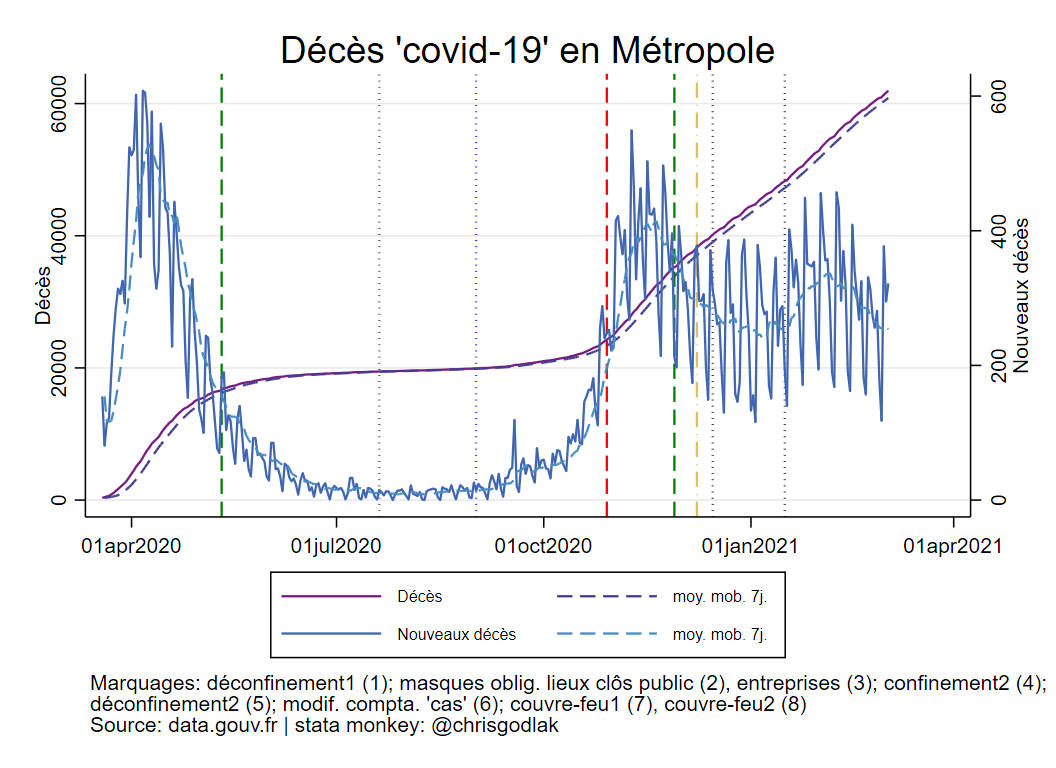 Décès 'covid-19' en Métropole
60000
40000
20000
0
Décès
600
400
200
0
Nouveaux décès
01apr2020 01jul2020 01oct2020 01jan2021 01apr2021
Décès moy. mob. 7j.
Nouveaux décès moy. mob. 7j.
Marquages: déconfinement1 (1); masques oblig. lieux clôs public (2), entreprises (3); confinement2 (4);
déconfinement2 (5); modif. compta. 'cas' (6); couvre-feu1 (7), couvre-feu2 (8)
Source: data.gouv.fr | stata monkey: @chrisgodlak